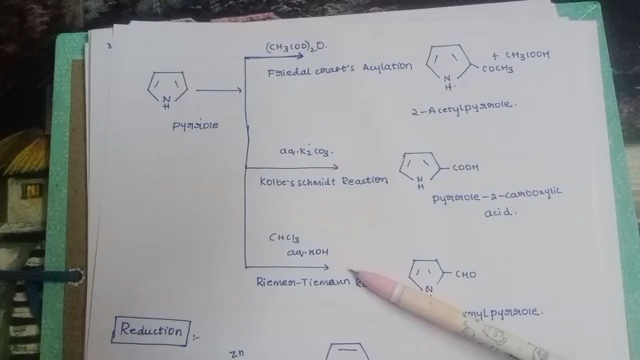 3
(CH3CO)2O.
Friedal craft's Acylation
+ CH3COOH
COCH3
N
H.
2-Acetylpyrrole.
N
H
pyrrole
aq.K2CO3.
Kolbe's schmidt Reaction
COOH
N
H
pyrrole-2-carboxylic
acid.
CHCl3
aq.KOH
Riemer-Tiemann
CHO
N
Reduction :-
Zn